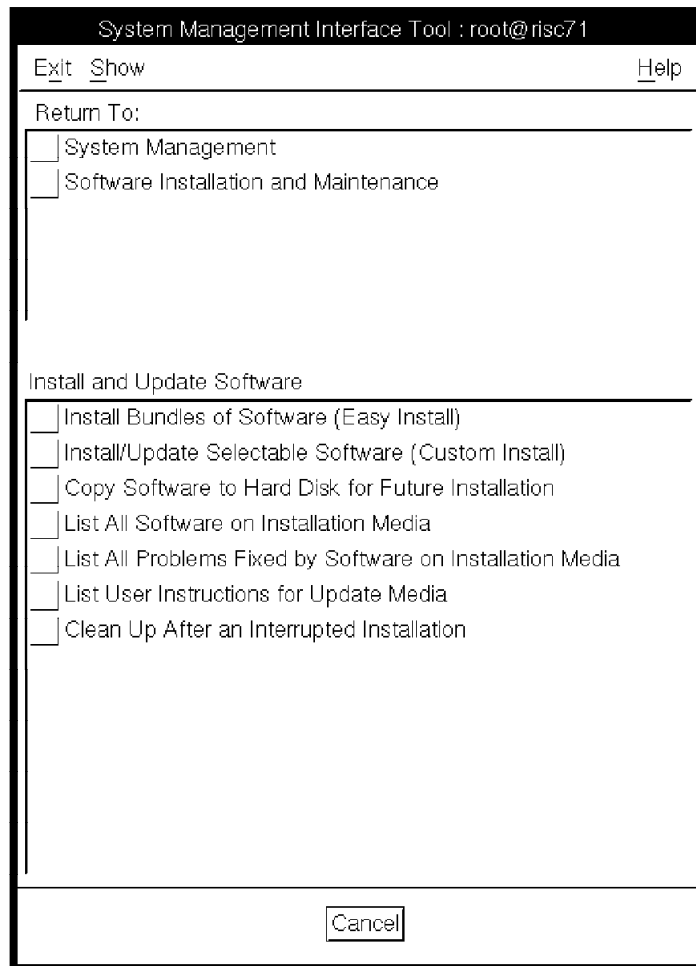 System Management Interface Tool : root@risc71
Exit Show Help
Return To:
System Management
Software Installation and Maintenance
Install and Update Software
Install Bundles of Software (Easy Install)
Install/Update Selectable Software (Custom Install)
Copy Software to Hard Disk for Future Installation
List All Software on Installation Media
List All Problems Fixed by Software on Installation Media
List User Instructions for Update Media
Clean Up After an Interrupted Installation
Cancel